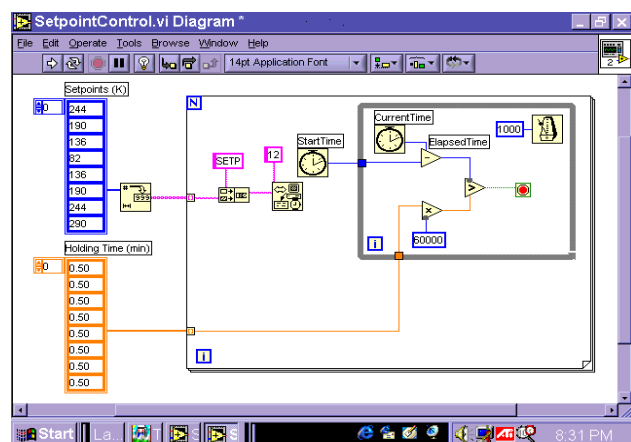 SetpointControl.vi Diagram *
File Edit Operate Tools Browse Window Help
14pt Application Font
2
Setpoints (K)
0
244
190
136
82
136
190
244
290
Holding Time (min)
0
0.50
0.50
0.50
0.50
0.50
0.50
0.50
0.50
N
SETP
12
StartTime
CurrentTime
ElapsedTime
1000
60000
i
i
Start
La...
T
S
S
ATI
8:31 PM